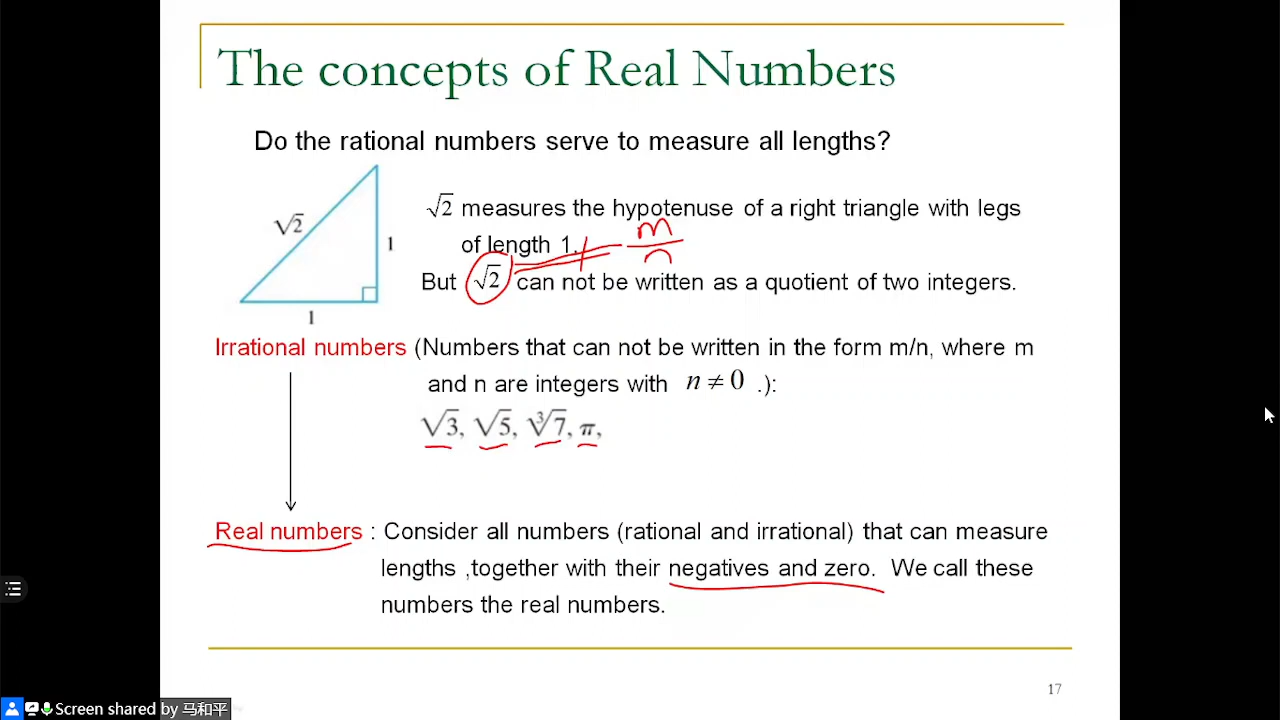 The concepts of Real Numbers
Do the rational numbers serve to measure all lengths?
√2
1
1
√2 measures the hypotenuse of a right triangle with legs
of length 1.
m/n
But √2 can not be written as a quotient of two integers.
Irrational numbers (Numbers that can not be written in the form m/n, where m
and n are integers with n ≠ 0 .):
√3, √5, ∛7, π,
Real numbers : Consider all numbers (rational and irrational) that can measure
lengths ,together with their negatives and zero. We call these
numbers the real numbers.
17
Screen shared by 马和平